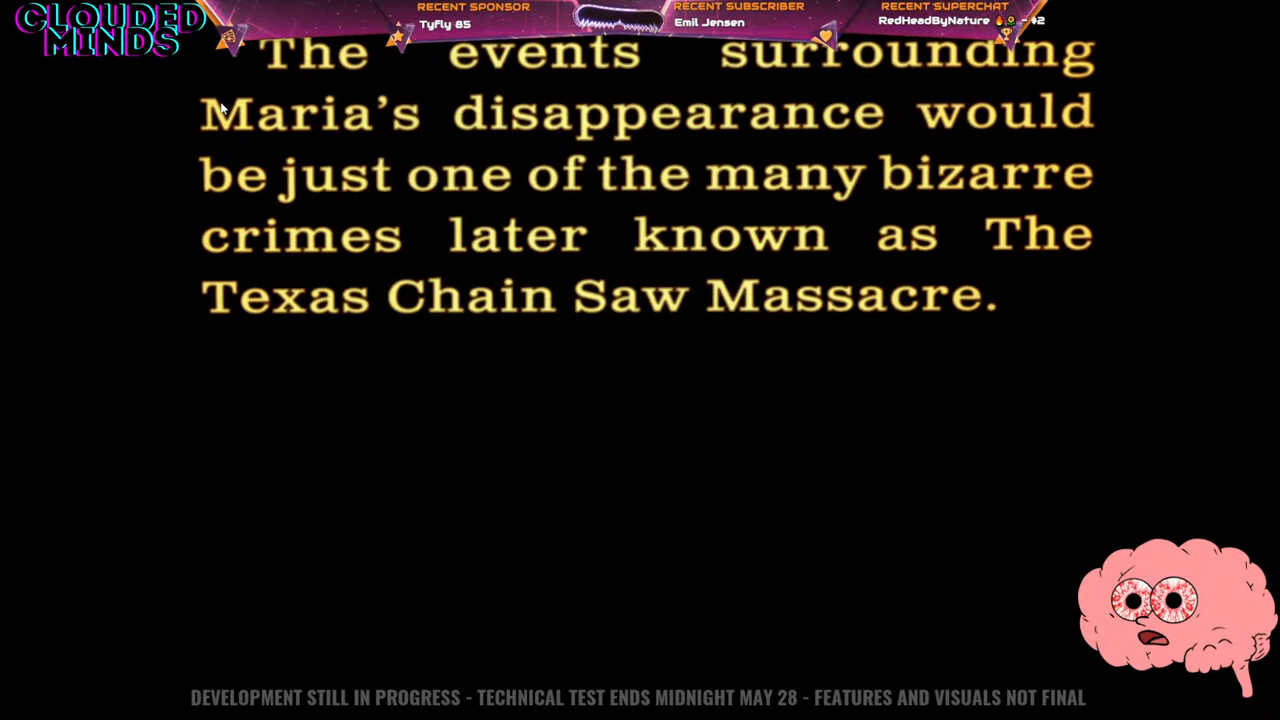 CLOUDED
MINDS
RECENT SPONSOR
TyFly 85
RECENT SUBSCRIBER
Emil Jensen
RECENT SUPERCHAT
RedHeadByNature 🔥🌻 - $2
The events surrounding
Maria’s disappearance would
be just one of the many bizarre
crimes later known as The
Texas Chain Saw Massacre.
DEVELOPMENT STILL IN PROGRESS - TECHNICAL TEST ENDS MIDNIGHT MAY 28 - FEATURES AND VISUALS NOT FINAL